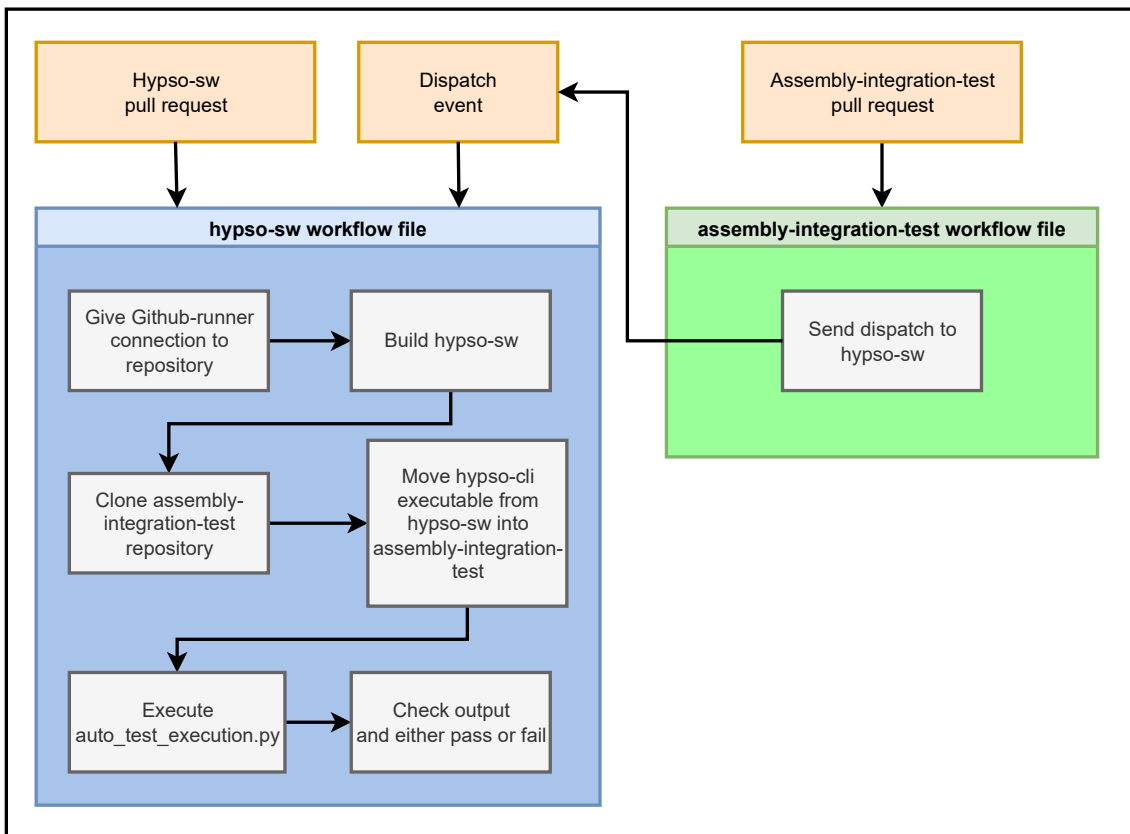 Hypso-sw
pull request
Dispatch
event
Assembly-integration-test
pull request
hypso-sw workflow file
assembly-integration-test workflow file
Give Github-runner
connection to
repository
Build hypso-sw
Send dispatch to
hypso-sw
Clone assembly-
integration-test
repository
Move hypso-cli
executable from
hypso-sw into
assembly-integration-
test
Execute
auto_test_execution.py
Check output
and either pass or fail